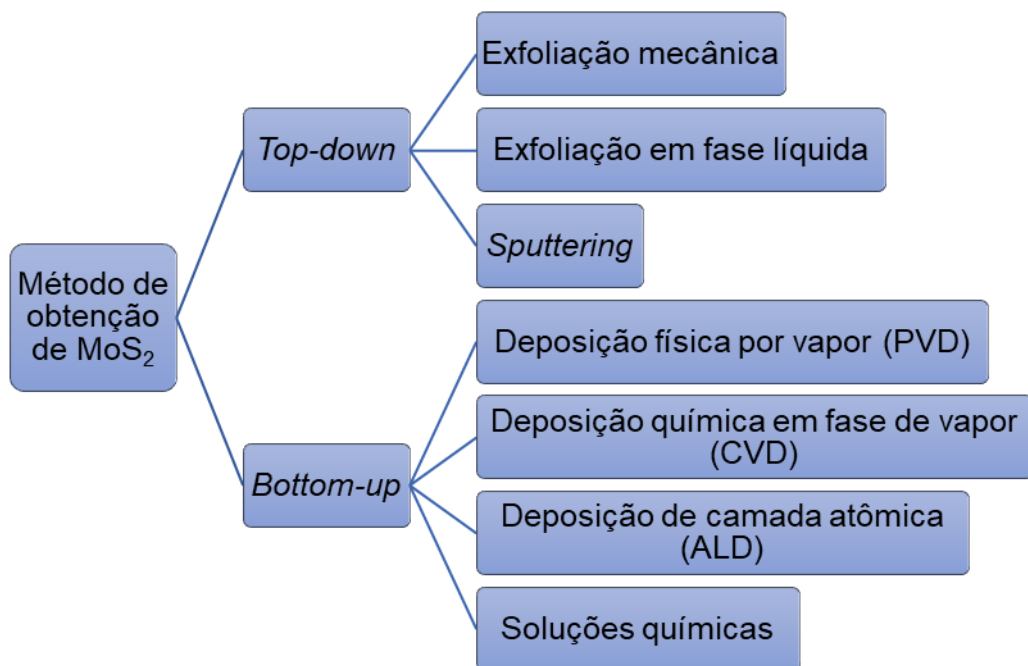 Método de
obtenção
de MoS₂
Top-down
Exfoliação mecânica
Exfoliação em fase líquida
Sputtering
Bottom-up
Deposição física por vapor (PVD)
Deposição química em fase de vapor
(CVD)
Deposição de camada atômica
(ALD)
Soluções químicas